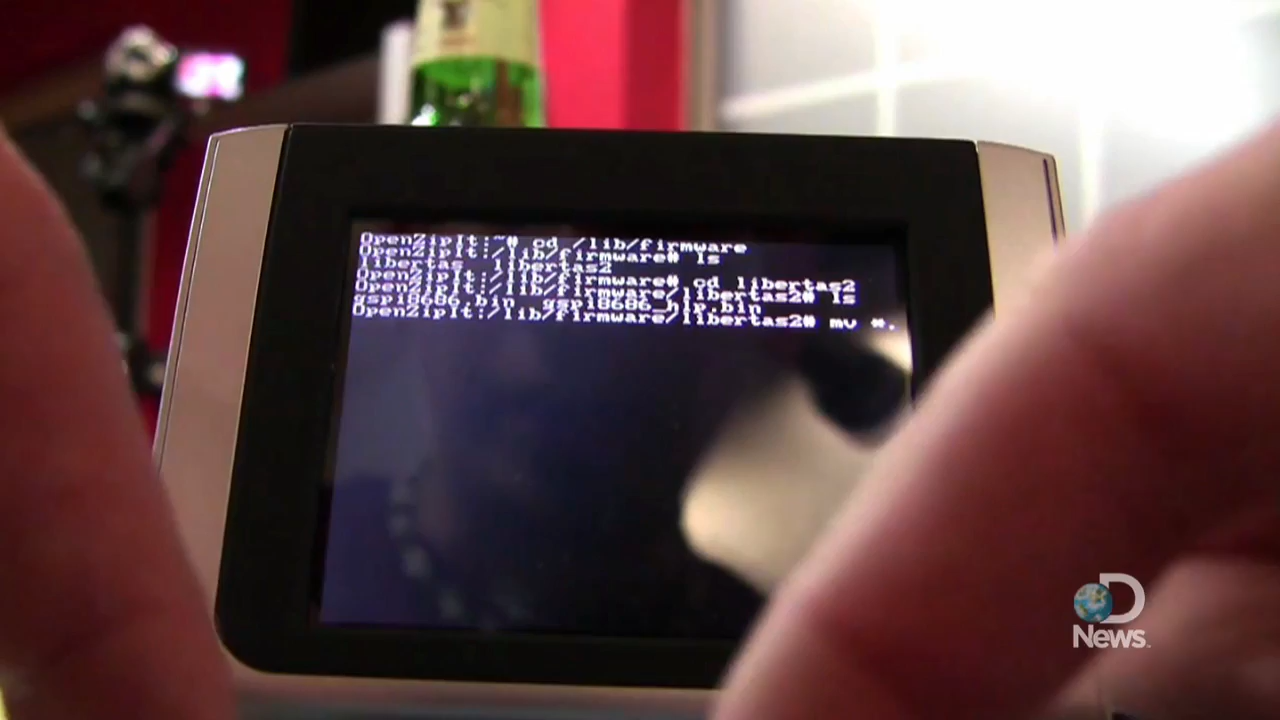 OpenZipIt:~# cd /lib/firmware
OpenZipIt:/lib/firmware# ls
libertas  libertas2
OpenZipIt:/lib/firmware# cd libertas2
OpenZipIt:/lib/firmware/libertas2# ls
gspi8686.bin  gspi8686_hlp.bin
OpenZipIt:/lib/firmware/libertas2# mv *.
D
News